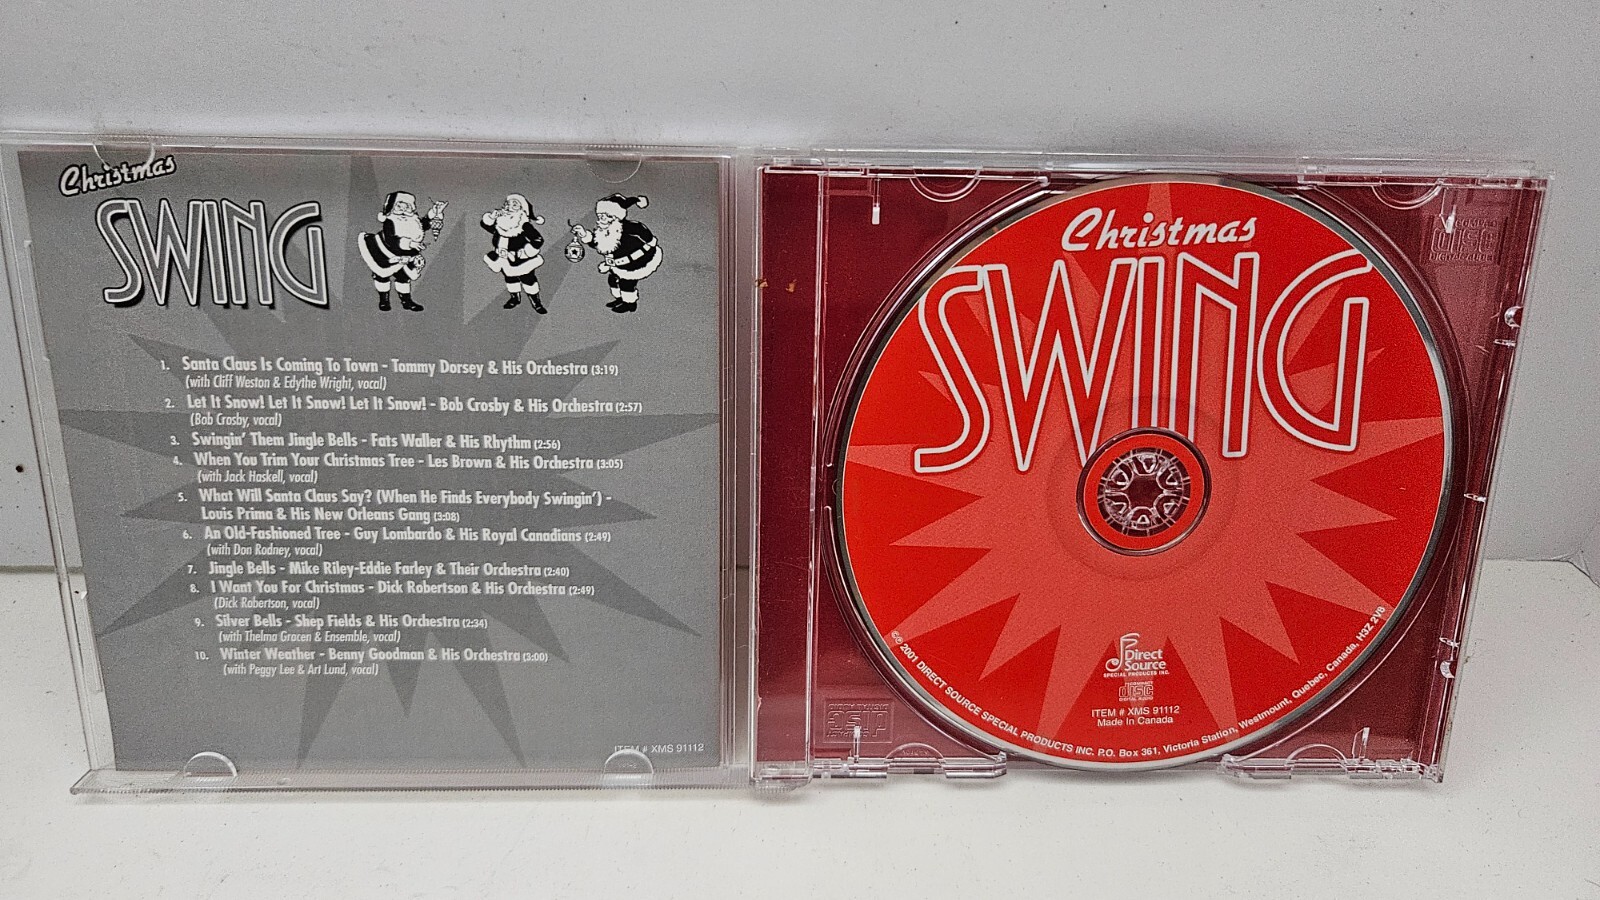 Christmas
SWING
1. Santa Claus Is Coming To Town - Tommy Dorsey & His Orchestra (3:19)
(with Cliff Weston & Edythe Wright, vocal)
2. Let It Snow! Let It Snow! Let It Snow! - Bob Crosby & His Orchestra (2:57)
(Bob Crosby, vocal)
3. Swingin' Them Jingle Bells - Fats Waller & His Rhythm (2:56)
4. When You Trim Your Christmas Tree - Les Brown & His Orchestra (3:05)
(with Jack Haskell, vocal)
5. What Will Santa Claus Say? (When He Finds Everybody Swingin') -
Louis Prima & His New Orleans Gang (3:08)
6. An Old-Fashioned Tree - Guy Lombardo & His Royal Canadians (2:49)
(with Don Rodney, vocal)
7. Jingle Bells - Mike Riley-Eddie Farley & Their Orchestra (2:40)
8. I Want You For Christmas - Dick Robertson & His Orchestra (2:49)
(Dick Robertson, vocal)
9. Silver Bells - Shep Fields & His Orchestra (2:34)
(with Thelma Gracen & Ensemble, vocal)
10. Winter Weather - Benny Goodman & His Orchestra (3:00)
(with Peggy Lee & Art Lund, vocal)
ITEM # XMS 91112
Christmas
SWING
Direct
Source
SPECIAL PRODUCTS INC.
COMPACT
disc
DIGITAL AUDIO
ITEM # XMS 91112
Made In Canada
©℗ 2001 DIRECT SOURCE SPECIAL PRODUCTS INC. P.O. Box 361, Victoria Station, Westmount, Quebec, Canada, H3Z 2V8
COMPACT
disc
DIGITAL AUDIO